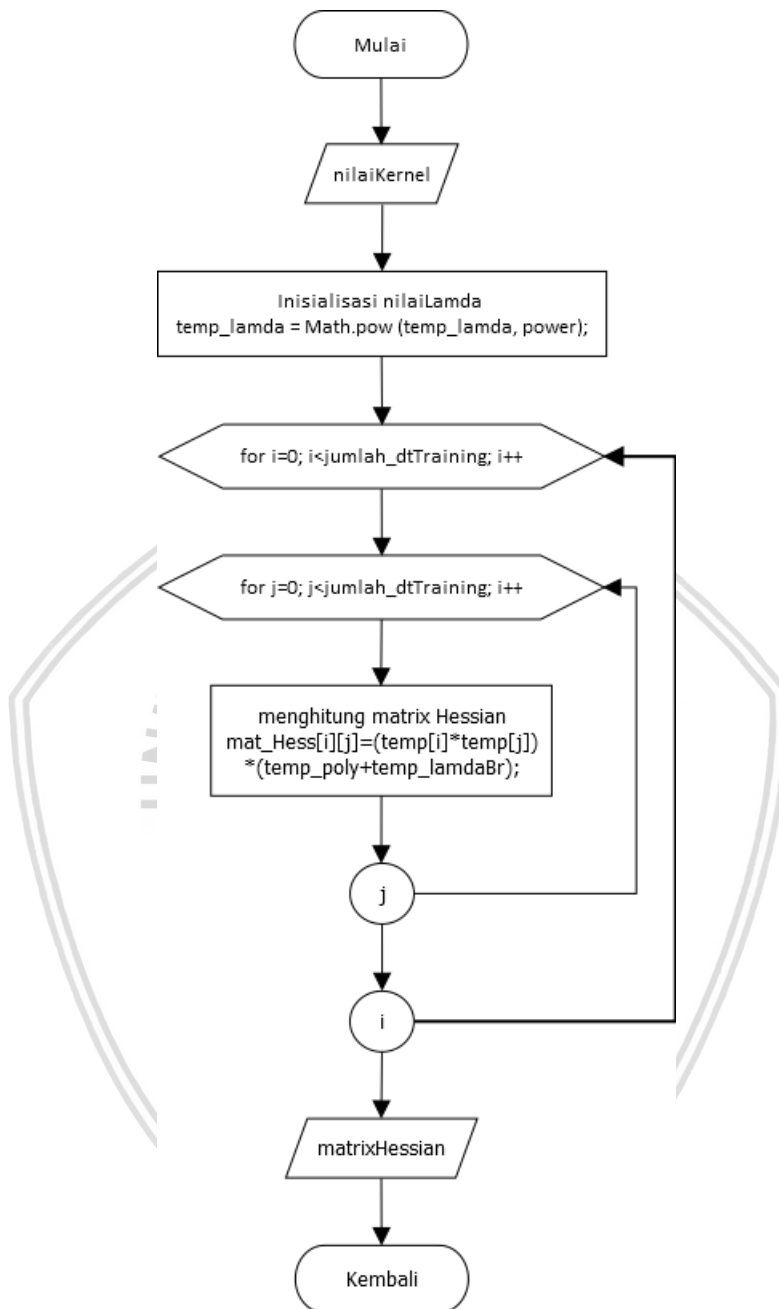 Mulai
nilaiKernel
Inisialisasi nilaiLamda
temp_lamda = Math.pow (temp_lamda, power);
for i=0; i<jumlah_dtTraining; i++
for j=0; j<jumlah_dtTraining; i++
menghitung matrix Hessian
mat_Hess[i][j]=(temp[i]*temp[j])
*(temp_poly+temp_lamdaBr);
j
i
matrixHessian
Kembali